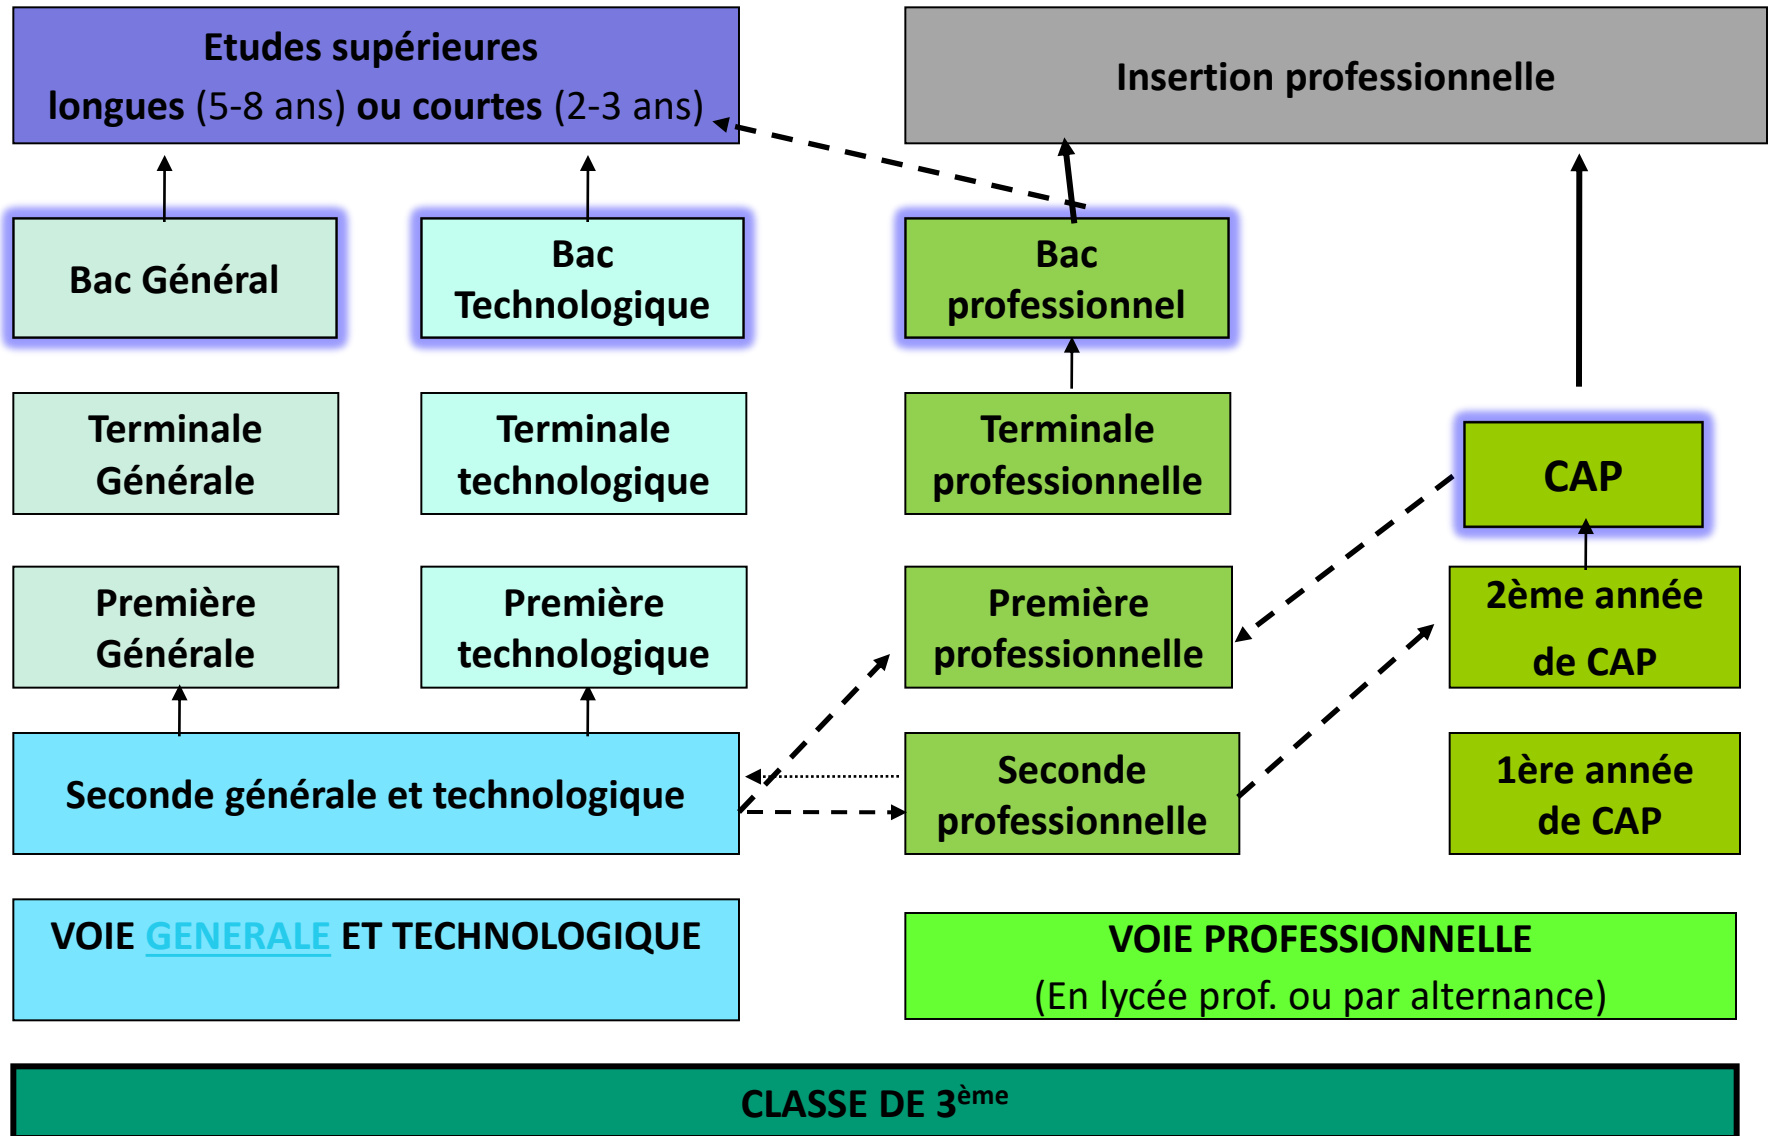 Etudes supérieures
longues (5-8 ans) ou courtes (2-3 ans)
Insertion professionnelle
Bac Général
Bac
Technologique
Bac
professionnel
Terminale
Générale
Terminale
technologique
Terminale
professionnelle
CAP
Première
Générale
Première
technologique
Première
professionnelle
2ème année
de CAP
Seconde générale et technologique
Seconde
professionnelle
1ère année
de CAP
VOIE GENERALE ET TECHNOLOGIQUE
VOIE PROFESSIONNELLE
(En lycée prof. ou par alternance)
CLASSE DE 3ème